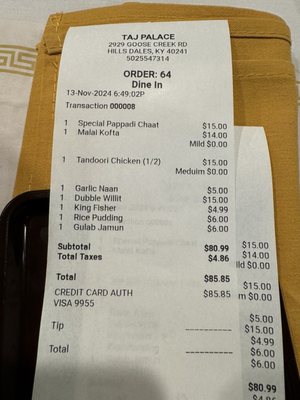 TAJ PALACE
2929 GOOSE CREEK RD
HILLS DALES, KY 40241
5025547314
ORDER: 64
Dine In
13-Nov-2024 6:49:02P
Transaction 000008
1 Special Pappadi Chaat $15.00
1 Malai Kofta $14.00
Mild $0.00
1 Tandoori Chicken (1/2) $15.00
Meduim $0.00
1 Garlic Naan $5.00
1 Dubble Willit $15.00
1 King Fisher $4.99
1 Rice Pudding $6.00
1 Gulab Jamun $6.00
Subtotal $80.99
Total Taxes $4.86
Total $85.85
CREDIT CARD AUTH $85.85
VISA 9955
Tip ----------
Total ----------
$15.00
$14.00
ild $0.00
$15.00
m $0.00
$5.00
$15.00
$4.99
$6.00
$6.00
$80.99
$4.86